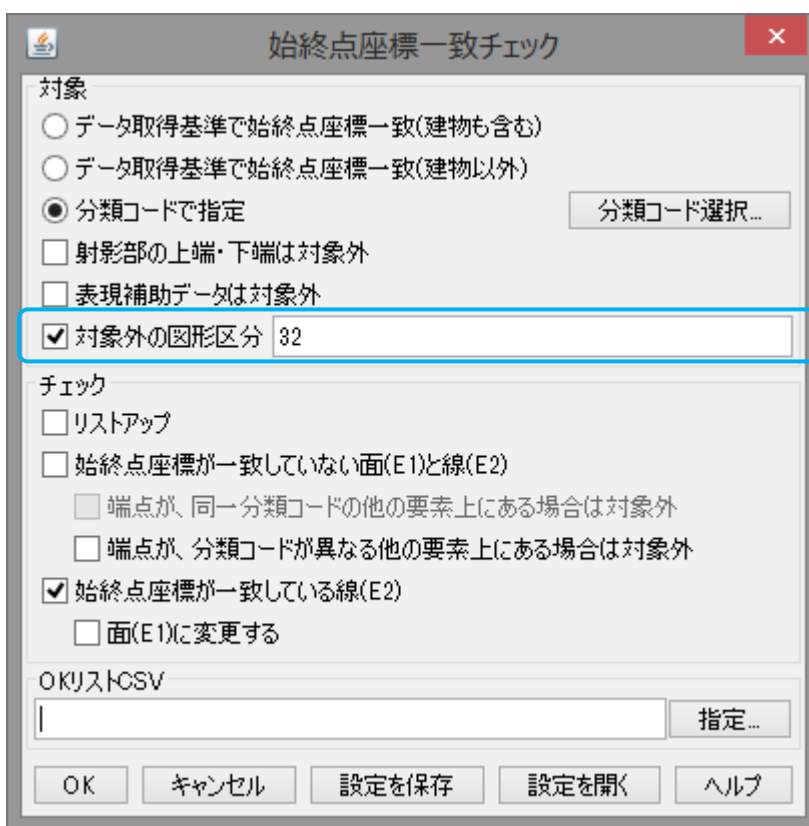 始終点座標一致チェック
対象
データ取得基準で始終点座標一致(建物も含む)
データ取得基準で始終点座標一致(建物以外)
分類コードで指定 分類コード選択...
射影部の上端・下端は対象外
表現補助データは対象外
対象外の図形区分 32
チェック
リストアップ
始終点座標が一致していない面(E1)と線(E2)
端点が、同一分類コードの他の要素上にある場合は対象外
端点が、分類コードが異なる他の要素上にある場合は対象外
始終点座標が一致している線(E2)
面(E1)に変更する
OKリストCSV
指定...
OK キャンセル 設定を保存 設定を開く ヘルプ